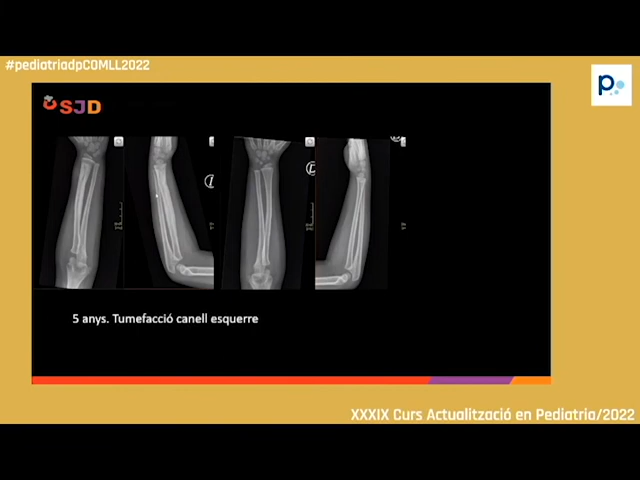 #pediatriadpCOMLL2022
p
SJD
D
D
5 anys. Tumefacció canell esquerre
XXXIX Curs Actualització en Pediatria/2022